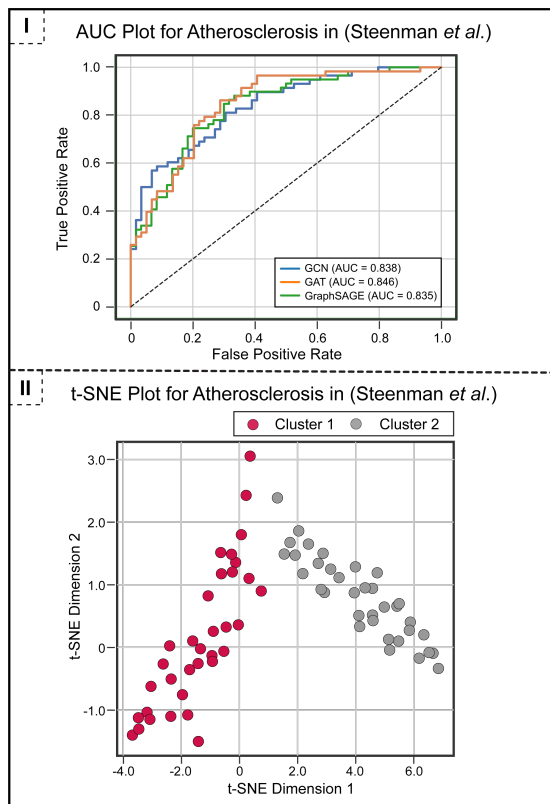 I
AUC Plot for Atherosclerosis in (Steenman et al.)
True Positive Rate
1.0
0.8
0.6
0.4
0.2
0
GCN (AUC = 0.838)
GAT (AUC = 0.846)
GraphSAGE (AUC = 0.835)
0 0.2 0.4 0.6 0.8 1.0
False Positive Rate
II
t-SNE Plot for Atherosclerosis in (Steenman et al.)
Cluster 1 Cluster 2
t-SNE Dimension 2
3.0
2.0
1.0
0
-1.0
-4.0 -2.0 0 2.0 4.0 6.0
t-SNE Dimension 1